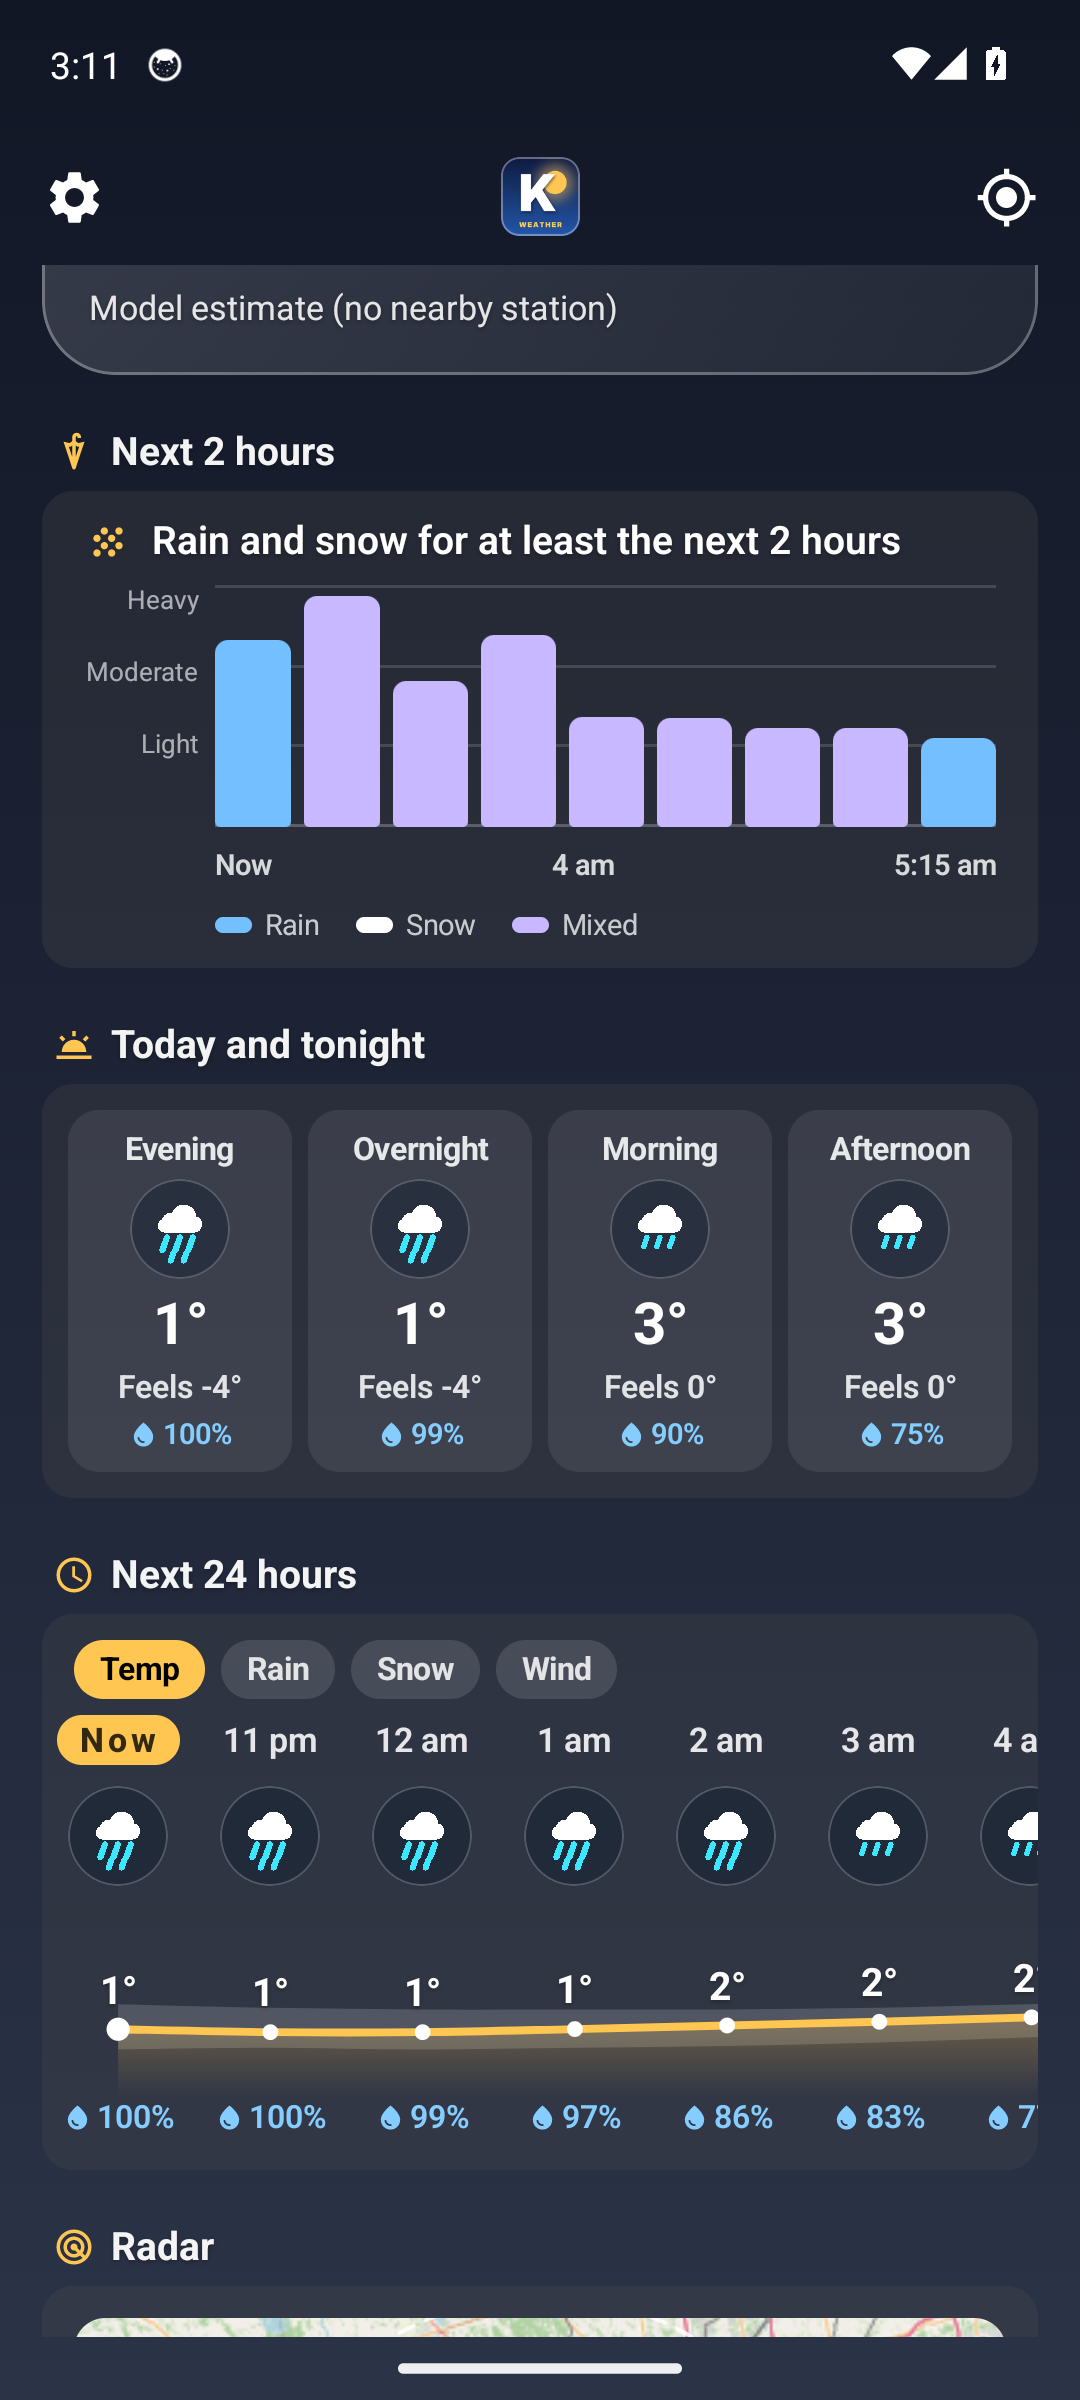 3:11
K
WEATHER
Model estimate (no nearby station)
Next 2 hours
Rain and snow for at least the next 2 hours
Heavy
Moderate
Light
Now 4 am 5:15 am
Rain Snow Mixed
Today and tonight
Evening Overnight Morning Afternoon
1° 1° 3° 3°
Feels -4° Feels -4° Feels 0° Feels 0°
100% 99% 90% 75%
Next 24 hours
Temp Rain Snow Wind
Now 11 pm 12 am 1 am 2 am 3 am 4 a
1° 1° 1° 1° 2° 2° 2°
100% 100% 99% 97% 86% 83% 7
Radar